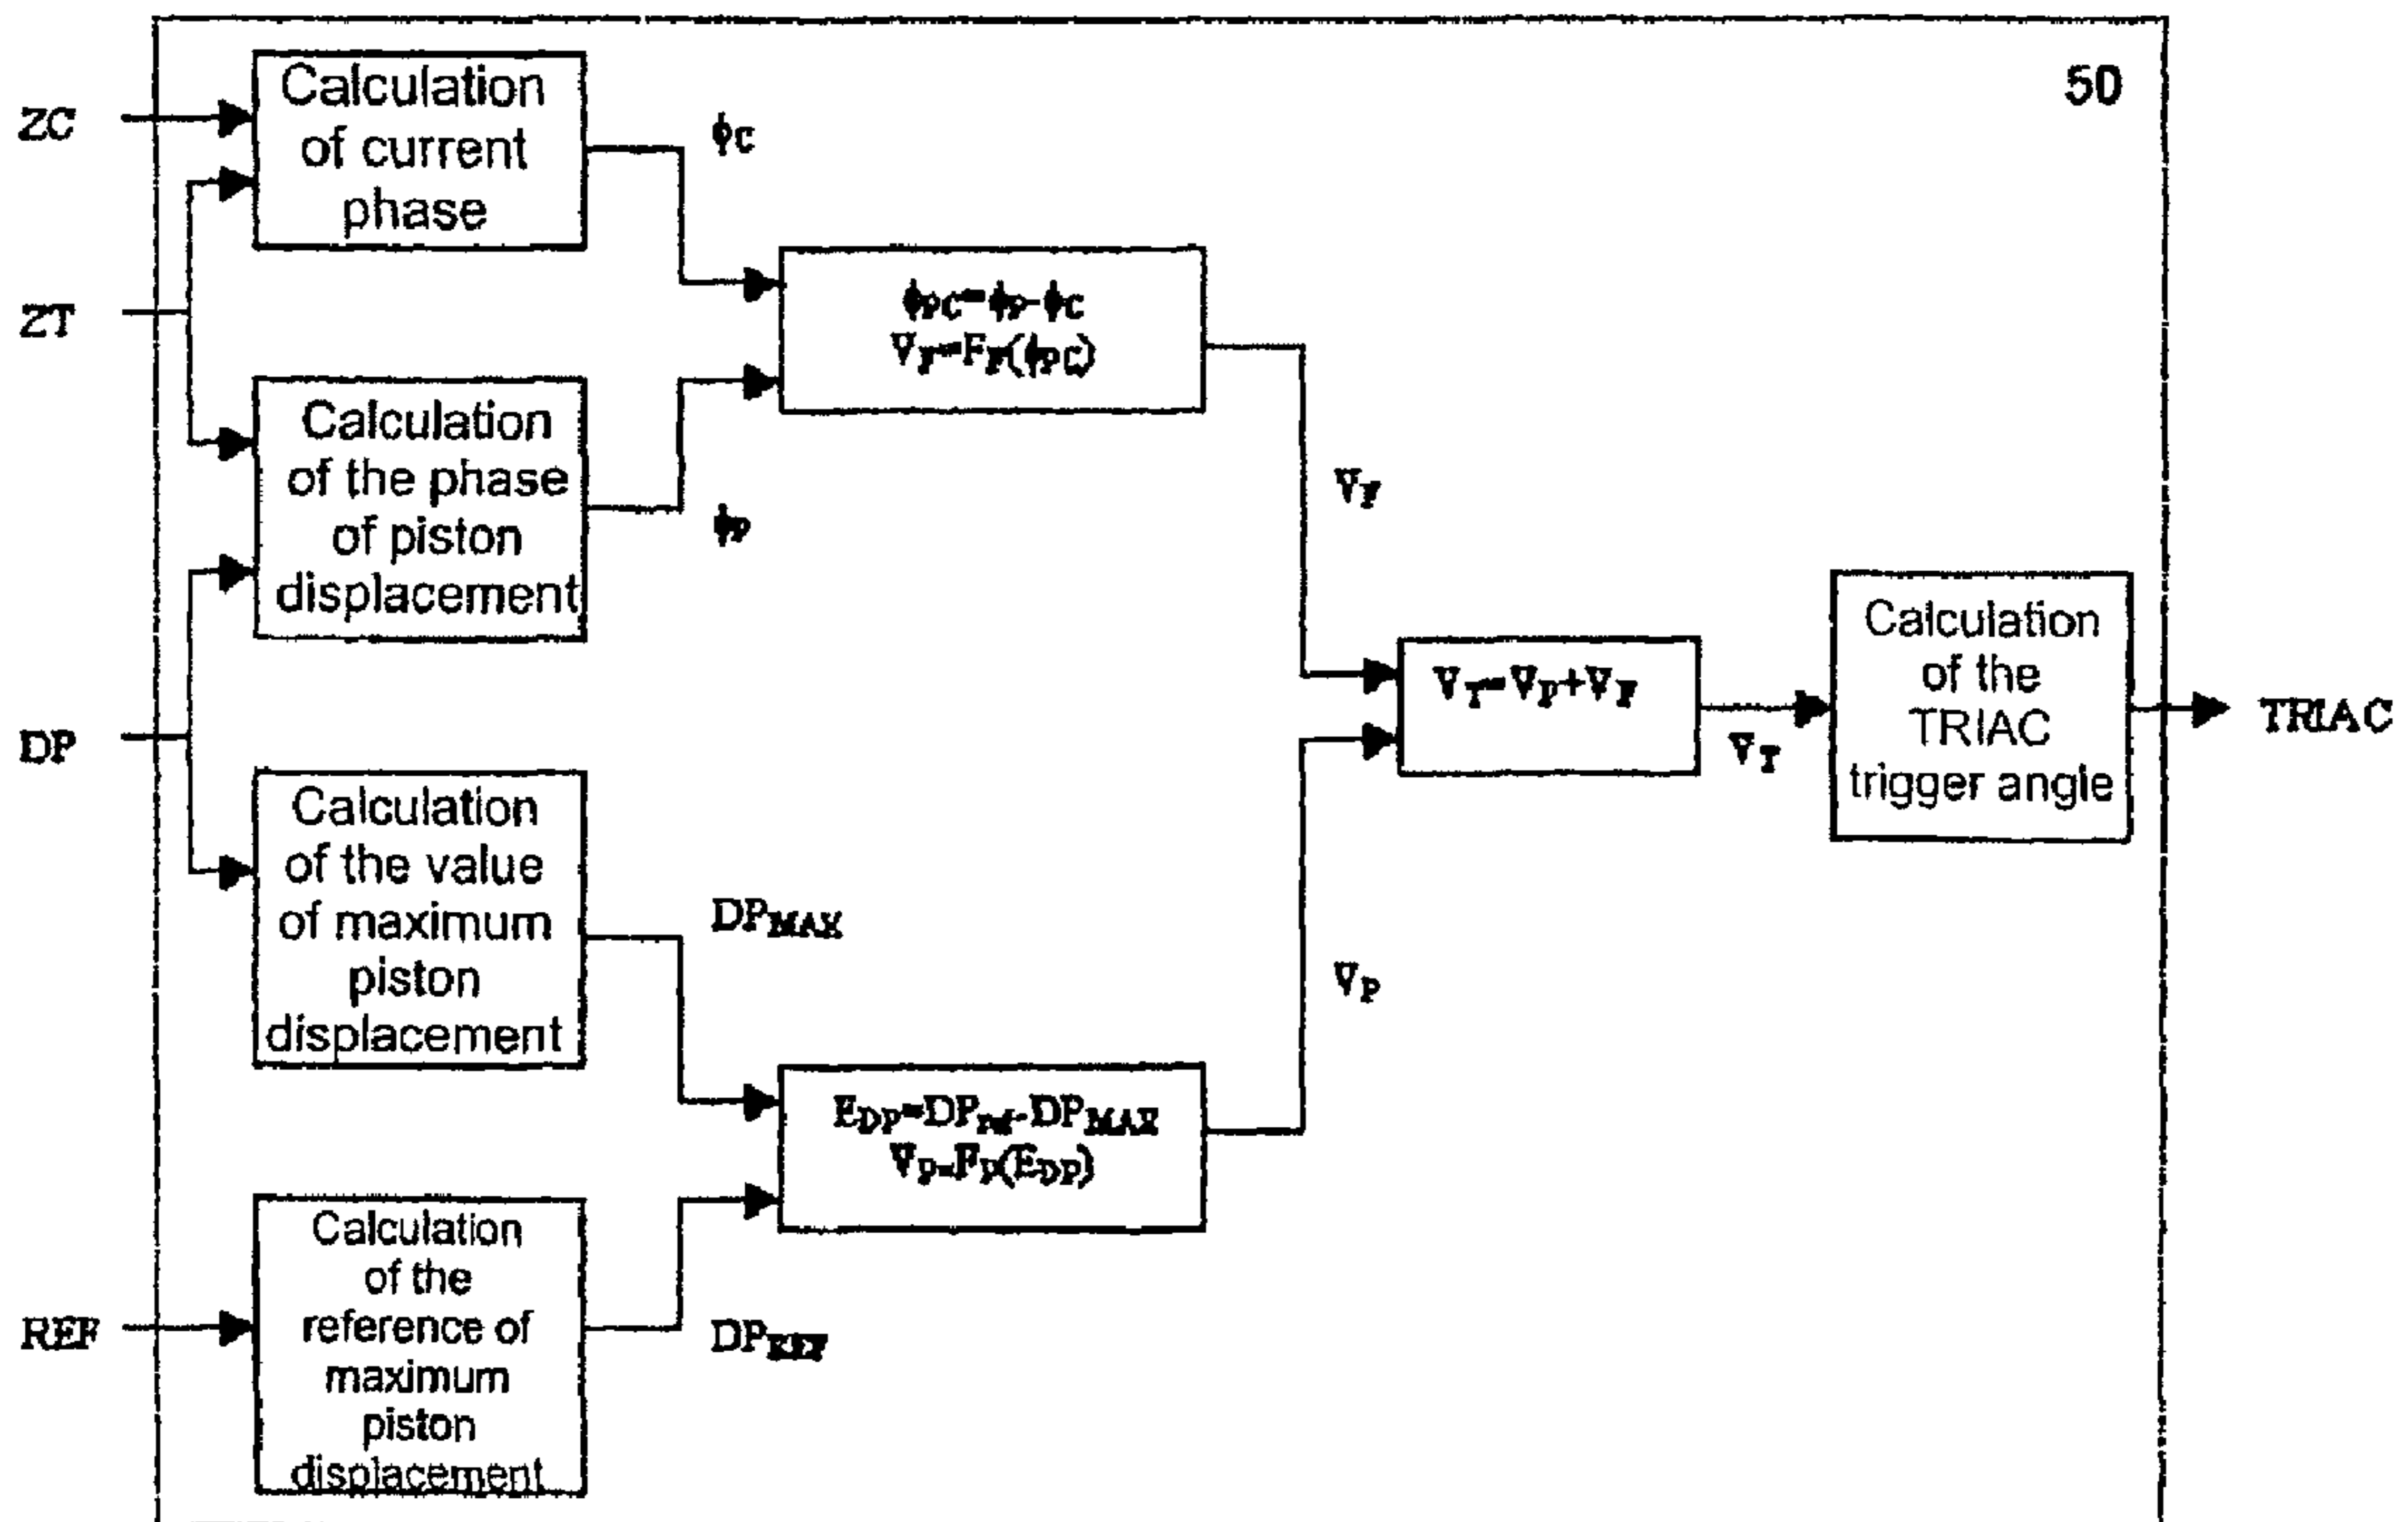 50
ZC
Calculation
of current
phase
ϕC
ZT
ϕPC=ϕP-ϕC
VF=FF(ϕPC)
Calculation
of the phase
of piston
displacement
ϕP
VF
DP
Calculation
of the value
of maximum
piston
displacement
DPMAX
VT=VP+VF
VT
Calculation
of the
TRIAC
trigger angle
TRIAC
VP
EDP=DPref-DPMAX
VP=FP(EDP)
REF
Calculation
of the
reference of
maximum
piston
displacement
DPREF